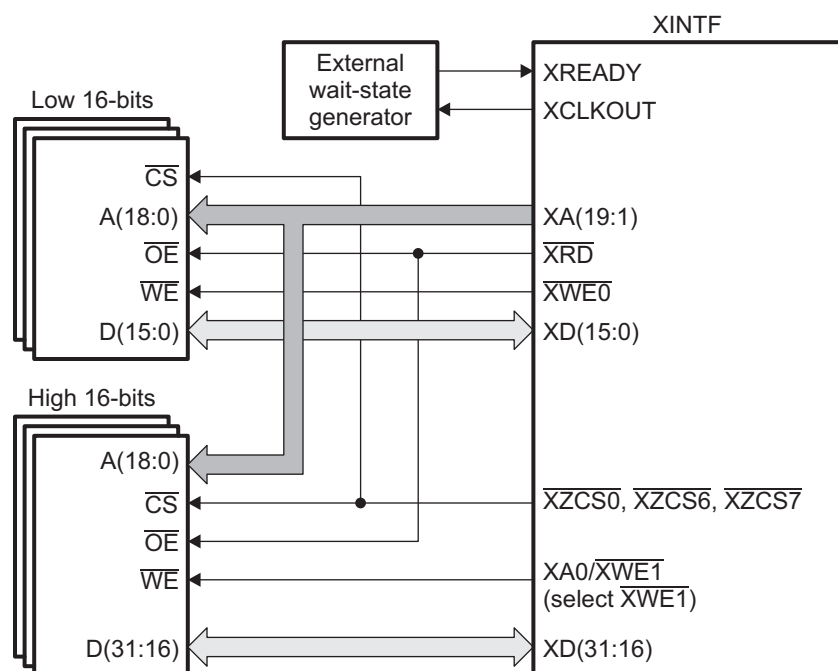 XINTF
External
wait-state
generator
XREADY
XCLKOUT
Low 16-bits
CS
A(18:0)
OE
WE
D(15:0)
XA(19:1)
XRD
XWE0
XD(15:0)
High 16-bits
A(18:0)
CS
OE
WE
D(31:16)
XZCS0, XZCS6, XZCS7
XA0/XWE1
(select XWE1)
XD(31:16)